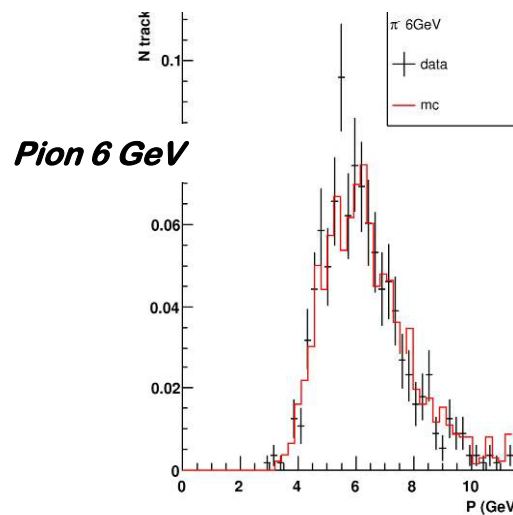 N track
π⁻ 6GeV
data
mc
Pion 6 GeV
0.1
0.06
0.04
0.02
0
0 2 4 6 8 10
P (GeV